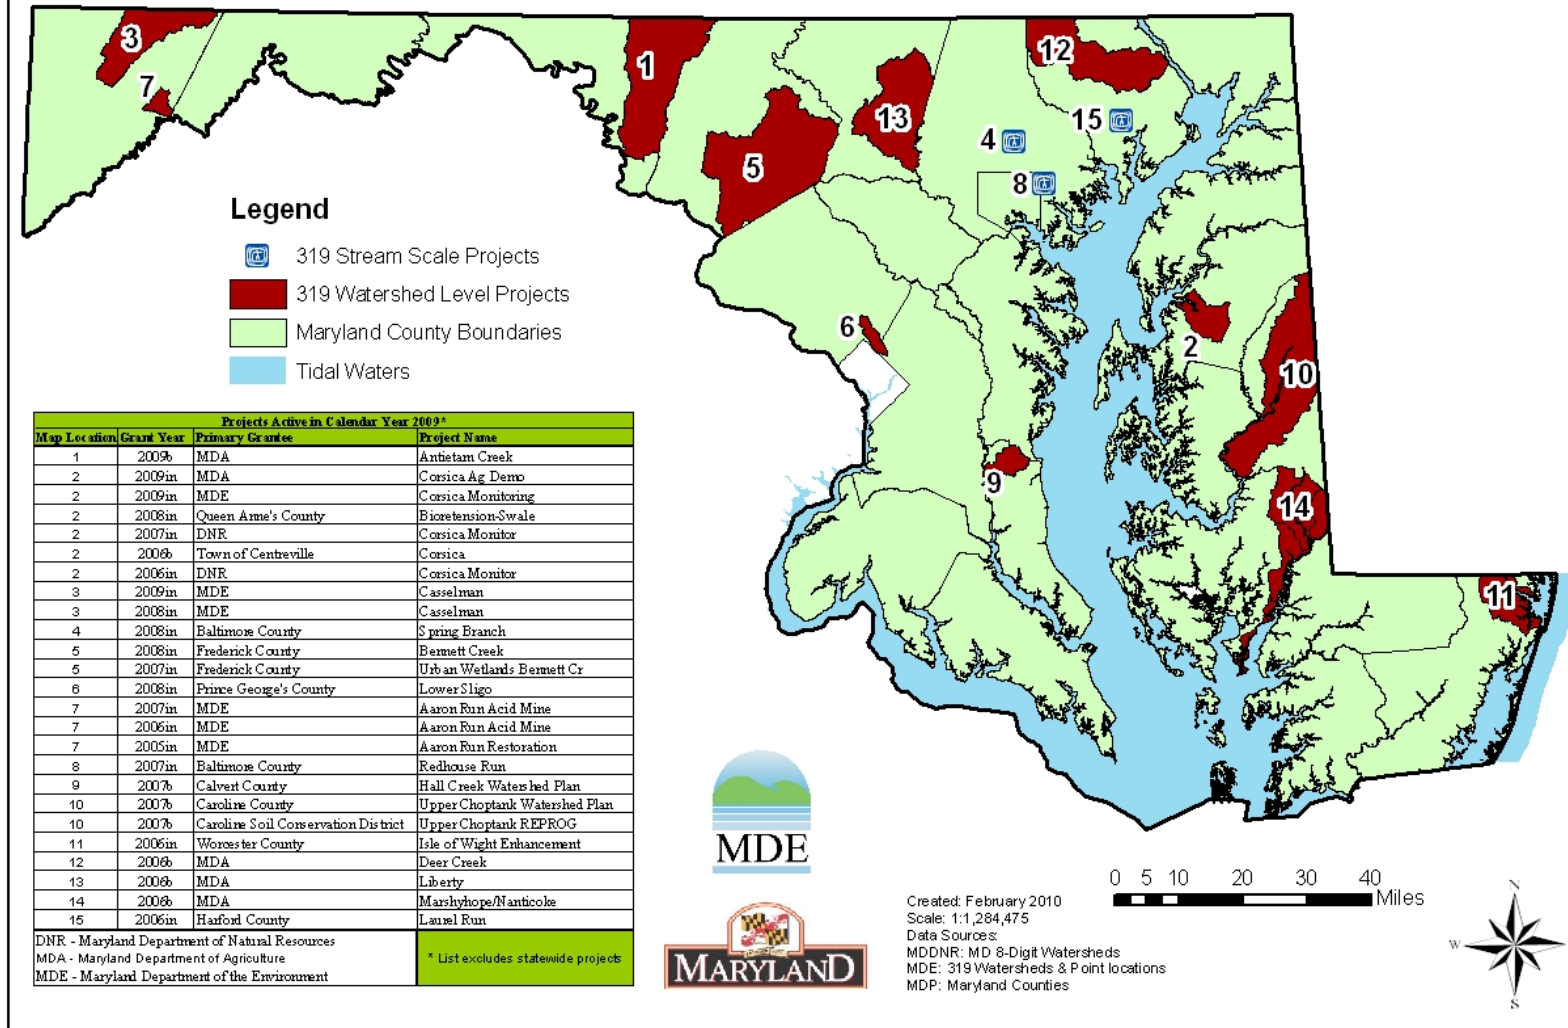 3
7
1
5
13
12
4
15
8
6
2
10
9
14
11
Legend
319 Stream Scale Projects
319 Watershed Level Projects
Maryland County Boundaries
Tidal Waters
Projects Active in Calendar Year 2009*
Map Location Grant Year Primary Grantee Project Name
1 2009b MDA Antietam Creek
2 2009in MDA Corsica Ag Demo
2 2009in MDE Corsica Monitoring
2 2008in Queen Anne's County Bioretension-Swale
2 2007in DNR Corsica Monitor
2 2006b Town of Centreville Corsica
2 2006in DNR Corsica Monitor
3 2009in MDE Casselman
3 2008in MDE Casselman
4 2008in Baltimore County Spring Branch
5 2008in Frederick County Bennett Creek
5 2007in Frederick County Urban Wetlands Bennett Cr
6 2008in Prince George's County Lower Sligo
7 2007in MDE Aaron Run Acid Mine
7 2006in MDE Aaron Run Acid Mine
7 2005in MDE Aaron Run Restoration
8 2007in Baltimore County Redhouse Run
9 2007b Calvert County Hall Creek Watershed Plan
10 2007b Caroline County Upper Choptank Watershed Plan
10 2007b Caroline Soil Conservation District Upper Choptank REPROG
11 2006in Worcester County Isle of Wight Enhancement
12 2006b MDA Deer Creek
13 2006b MDA Liberty
14 2006b MDA Marshyhope/Nanticoke
15 2006in Harford County Laurel Run
DNR - Maryland Department of Natural Resources
MDA - Maryland Department of Agriculture
MDE - Maryland Department of the Environment
* List excludes statewide projects
MDE
MARYLAND
Created: February 2010
Scale: 1:1,284,475
Data Sources:
MDDNR: MD 8-Digit Watersheds
MDE: 319 Watersheds & Point locations
MDP: Maryland Counties
0 5 10 20 30 40
Miles
N
W E
S